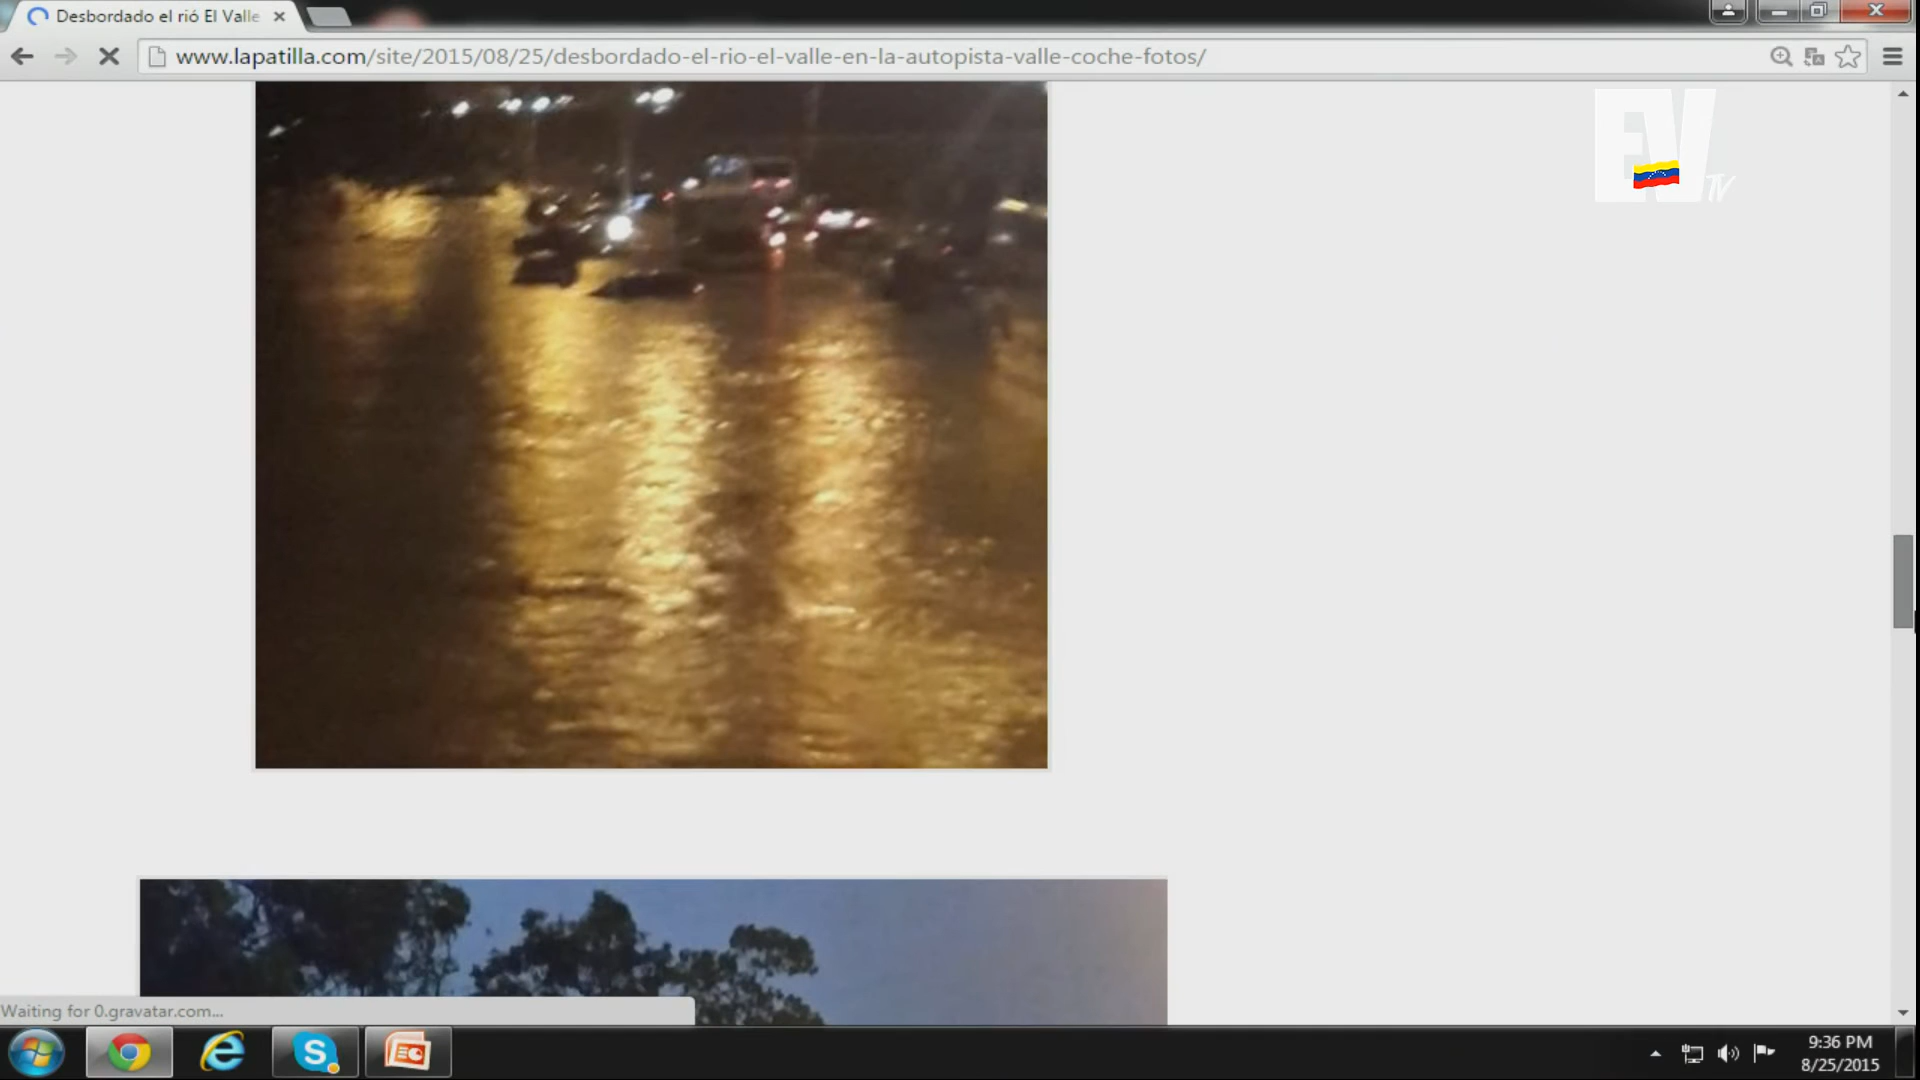 Desbordado el rió El Valle
www.lapatilla.com/site/2015/08/25/desbordado-el-rio-el-valle-en-la-autopista-valle-coche-fotos/
EV
TV
Waiting for 0.gravatar.com...
9:36 PM
8/25/2015